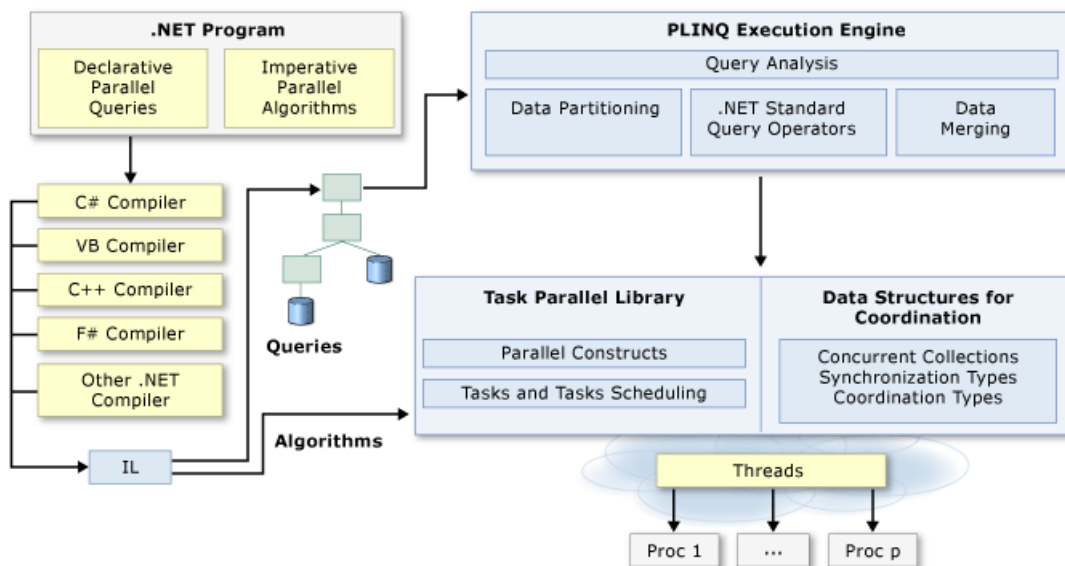 .NET Program
Declarative
Parallel
Queries
Imperative
Parallel
Algorithms
C# Compiler
VB Compiler
C++ Compiler
F# Compiler
Other .NET
Compiler
IL
Queries
Algorithms
PLINQ Execution Engine
Query Analysis
Data Partitioning
.NET Standard
Query Operators
Data
Merging
Task Parallel Library
Parallel Constructs
Tasks and Tasks Scheduling
Data Structures for
Coordination
Concurrent Collections
Synchronization Types
Coordination Types
Threads
Proc 1
...
Proc p